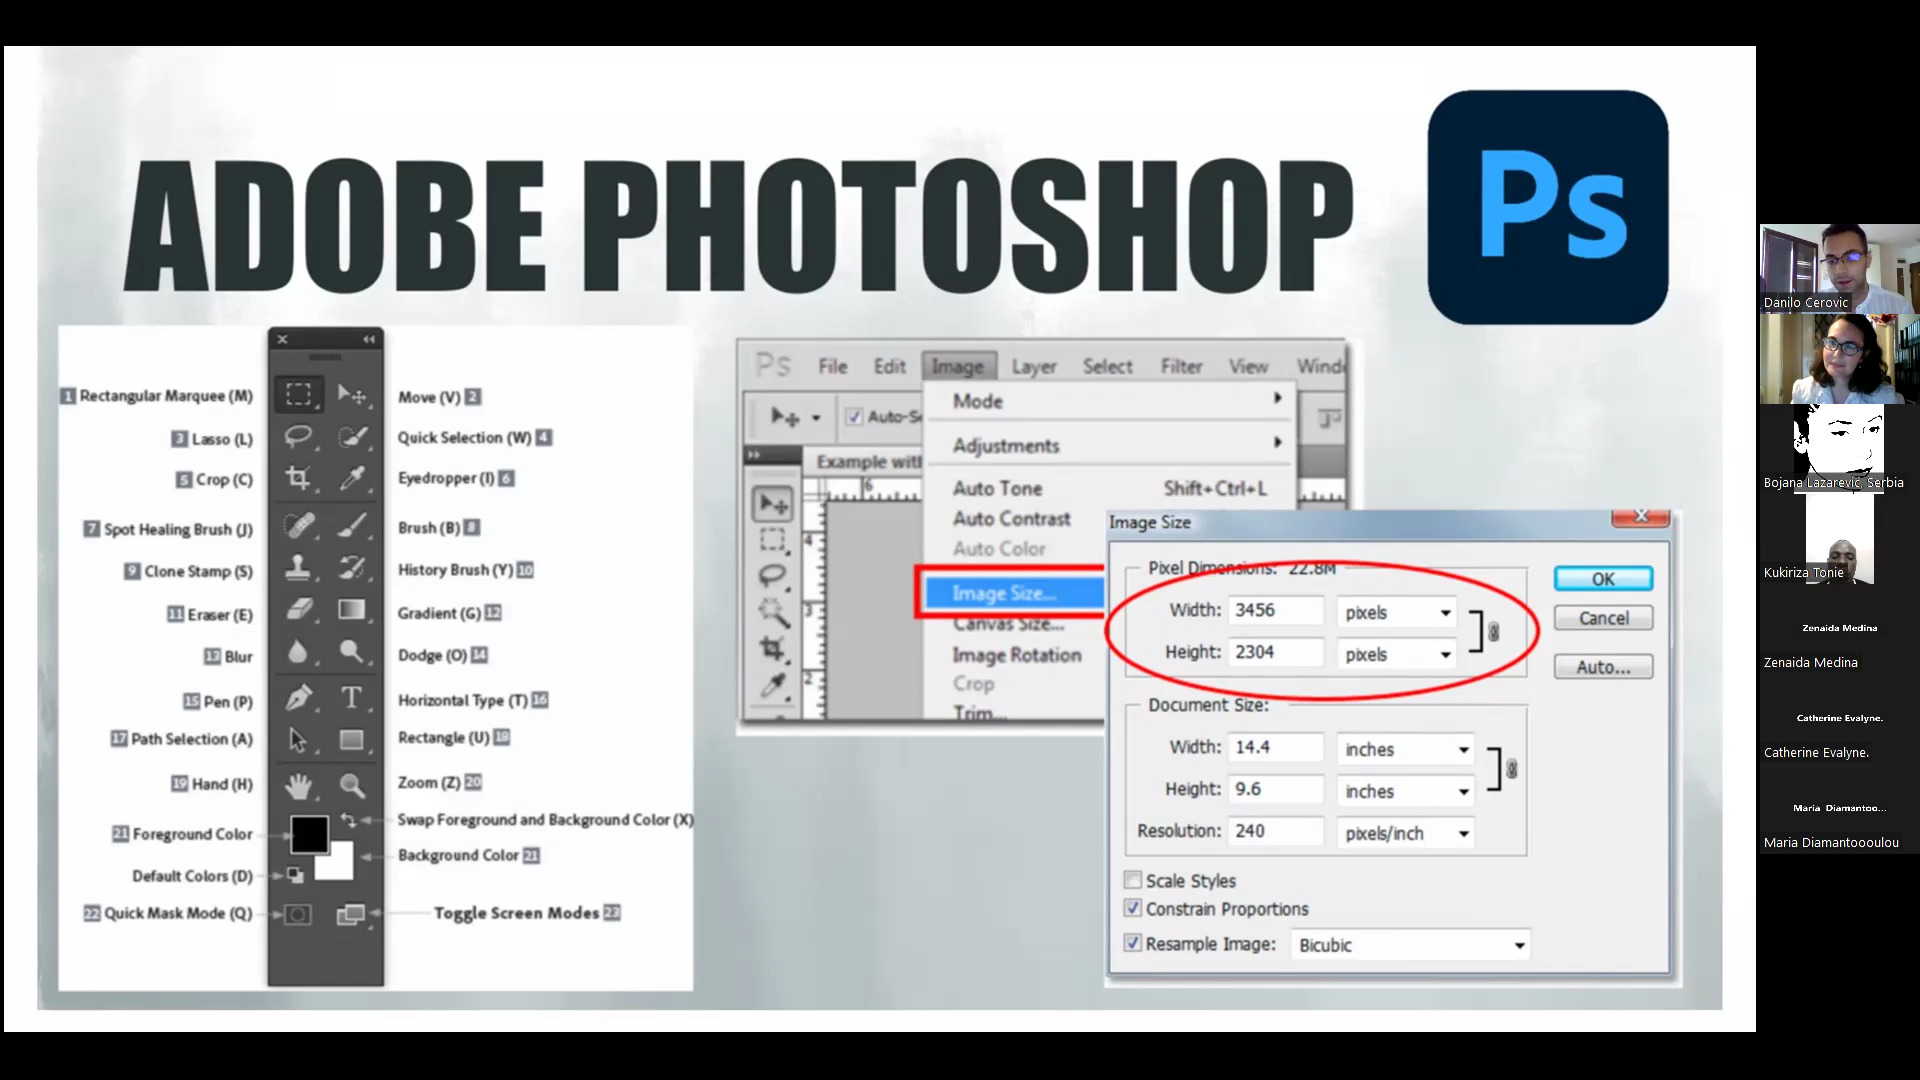 ADOBE PHOTOSHOP
Ps
1 Rectangular Marquee (M)
Move (V) 2
3 Lasso (L)
Quick Selection (W) 4
5 Crop (C)
Eyedropper (I) 6
7 Spot Healing Brush (J)
Brush (B) 8
9 Clone Stamp (S)
History Brush (Y) 10
11 Eraser (E)
Gradient (G) 12
13 Blur
Dodge (O) 14
15 Pen (P)
Horizontal Type (T) 16
17 Path Selection (A)
Rectangle (U) 18
19 Hand (H)
Zoom (Z) 20
Swap Foreground and Background Color (X)
21 Foreground Color
Background Color 21
Default Colors (D)
22 Quick Mask Mode (Q)
Toggle Screen Modes 23
Ps File Edit Image Layer Select Filter View Windo
Auto-Se
Example with
6
4
3
2
Mode
Adjustments
Auto Tone Shift+Ctrl+L
Auto Contrast
Auto Color
Image Size...
Canvas Size...
Image Rotation
Crop
Trim...
Image Size
Pixel Dimensions: 22.8M
Width: 3456 pixels
Height: 2304 pixels
OK
Cancel
Auto...
Document Size:
Width: 14.4 inches
Height: 9.6 inches
Resolution: 240 pixels/inch
Scale Styles
Constrain Proportions
Resample Image: Bicubic
Danilo Cerovic
Bojana Lazarević, Serbia
Kukiriza Tonie
Zenaida Medina
Zenaida Medina
Catherine Evalyne.
Catherine Evalyne.
Maria Diamantoo...
Maria Diamantoooulou